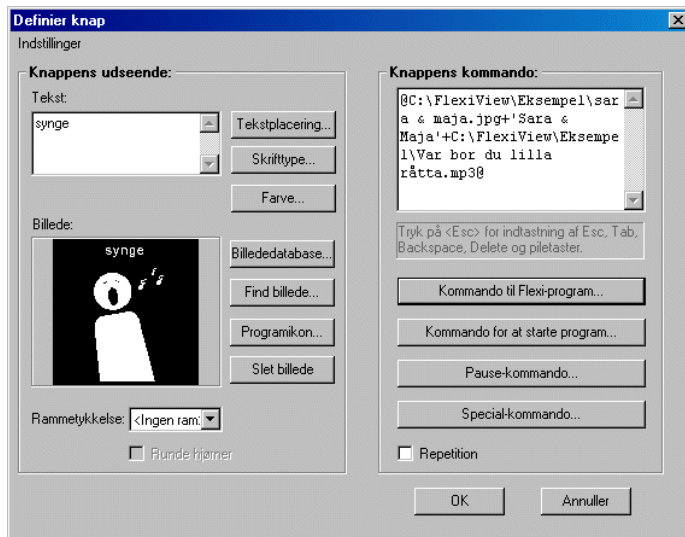 Definier knap
Indstillinger
Knappens udseende:
Tekst:
synge
Tekstplacering...
Skrifttype...
Farve...
Billede:
synge
Billeddatabase...
Find billede...
Programikon...
Slet billede
Rammetykkelse:
<Ingen ram:
Runde hjørner
Knappens kommando:
@C:\FlexiView\Eksempel\sar
a & maja.jpg+'Sara &
Maja'+C:\FlexiView\Eksempe
l\Var bor du lilla
råtta.mp3@
Tryk på <Esc> for indtastning af Esc, Tab,
Backspace, Delete og piletaster.
Kommando til Flexi-program...
Kommando for at starte program...
Pause-kommando...
Special-kommando...
Repetition
OK
Annuller